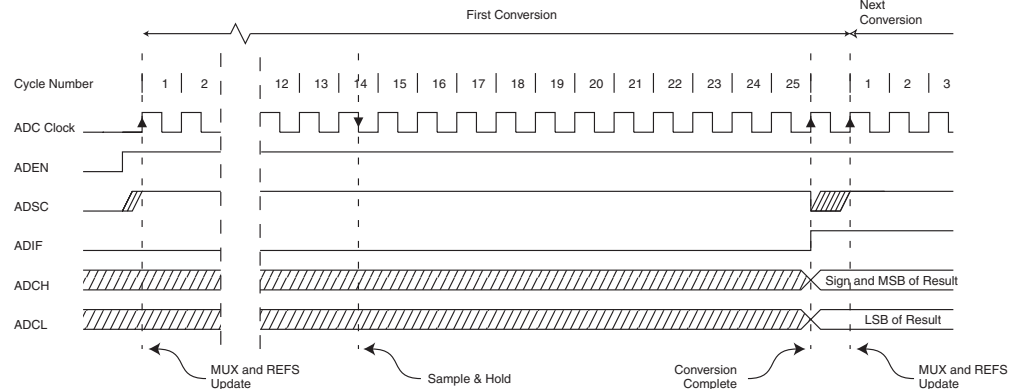 First Conversion
Next
Conversion
Cycle Number 1 2 12 13 14 15 16 17 18 19 20 21 22 23 24 25 1 2 3
ADC Clock
ADEN
ADSC
ADIF
ADCH Sign and MSB of Result
ADCL LSB of Result
MUX and REFS
Update
Sample & Hold
Conversion
Complete
MUX and REFS
Update